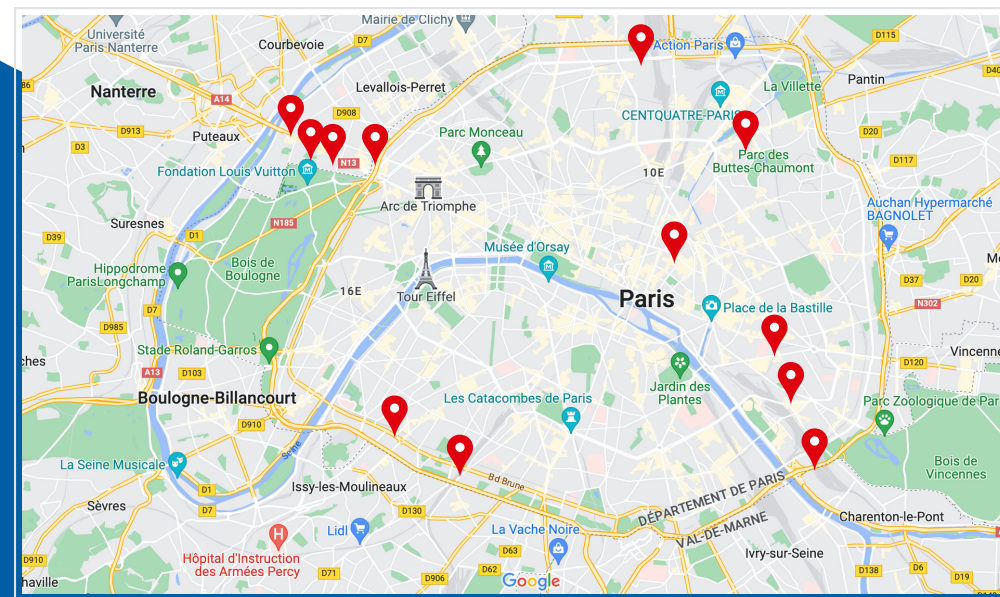 Mairie de Clichy
Université
Paris Nanterre
Courbevoie
D7
D115
Action Paris
Pantin
D40
86
Nanterre
A14
Levallois-Perret
La Villette
D908
CENTQUATRE-PARIS
D913
Puteaux
Parc Monceau
D20
D3
N13
Parc des
Buttes-Chaumont
D117
Fondation Louis Vuitton
10E
Arc de Triomphe
Auchan Hypermarché
BAGNOLET
Suresnes
N185
D39
D1
Musée d'Orsay
Bois de
Boulogne
Hippodrome
ParisLongchamp
D37
D20
16E
Tour Eiffel
Paris
Place de la Bastille
N302
D7
D985
Stade Roland-Garros
Vincenne
ches
D120
A13
D103
Jardin des
Plantes
Boulogne-Billancourt
Les Catacombes de Paris
Parc Zoologique de Par
D910
La Seine Musicale
Seine
Bois de
Vincennes
Bd Brune
Issy-les-Moulineaux
D1
D7
DÉPARTEMENT DE PARIS
VAL-DE-MARNE
Sèvres
D130
Charenton-le-Pont
Lidl
La Vache Noire
Hôpital d'Instruction
des Armées Percy
D63
Ivry-sur-Seine
D910
D71
D62
D906
Google
D138
D6
D19
haville